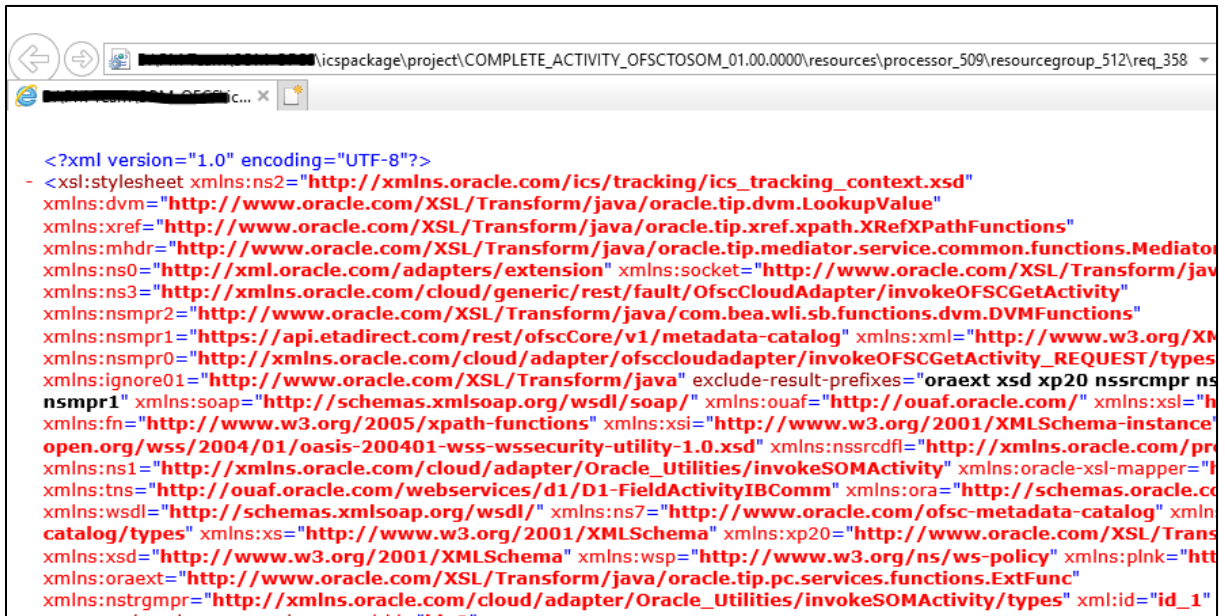 \icspackage\project\COMPLETE_ACTIVITY_OFSCTOSOM_01.00.0000\resources\processor_509\resourcegroup_512\req_358
ic...
<?xml version="1.0" encoding="UTF-8"?>
- <xsl:stylesheet xmlns:ns2="http://xmlns.oracle.com/ics/tracking/ics_tracking_context.xsd"
xmlns:dvm="http://www.oracle.com/XSL/Transform/java/oracle.tip.dvm.LookupValue"
xmlns:xref="http://www.oracle.com/XSL/Transform/java/oracle.tip.xref.xpath.XRefXPathFunctions"
xmlns:mhdr="http://www.oracle.com/XSL/Transform/java/oracle.tip.mediator.service.common.functions.Mediator
xmlns:ns0="http://xml.oracle.com/adapters/extension" xmlns:socket="http://www.oracle.com/XSL/Transform/jav
xmlns:ns3="http://xmlns.oracle.com/cloud/generic/rest/fault/OfscCloudAdapter/invokeOFSCGetActivity"
xmlns:nsmpr2="http://www.oracle.com/XSL/Transform/java/com.bea.wli.sb.functions.dvm.DVMFunctions"
xmlns:nsmpr1="https://api.etadirect.com/rest/ofscCore/v1/metadata-catalog" xmlns:xml="http://www.w3.org/XM
xmlns:nsmpr0="http://xmlns.oracle.com/cloud/adapter/ofsccloudadapter/invokeOFSCGetActivity_REQUEST/types
xmlns:ignore01="http://www.oracle.com/XSL/Transform/java" exclude-result-prefixes="oraext xsd xp20 nssrcmpr ns
nsmpr1" xmlns:soap="http://schemas.xmlsoap.org/wsdl/soap/" xmlns:ouaf="http://ouaf.oracle.com/" xmlns:xsl="h
xmlns:fn="http://www.w3.org/2005/xpath-functions" xmlns:xsi="http://www.w3.org/2001/XMLSchema-instance"
open.org/wss/2004/01/oasis-200401-wss-wssecurity-utility-1.0.xsd" xmlns:nssrcdfl="http://xmlns.oracle.com/pr
xmlns:ns1="http://xmlns.oracle.com/cloud/adapter/Oracle_Utilities/invokeSOMActivity" xmlns:oracle-xsl-mapper="h
xmlns:tns="http://ouaf.oracle.com/webservices/d1/D1-FieldActivityIBComm" xmlns:ora="http://schemas.oracle.co
xmlns:wsdl="http://schemas.xmlsoap.org/wsdl/" xmlns:ns7="http://www.oracle.com/ofsc-metadata-catalog" xmln
catalog/types" xmlns:xs="http://www.w3.org/2001/XMLSchema" xmlns:xp20="http://www.oracle.com/XSL/Trans
xmlns:xsd="http://www.w3.org/2001/XMLSchema" xmlns:wsp="http://www.w3.org/ns/ws-policy" xmlns:plnk="htt
xmlns:oraext="http://www.oracle.com/XSL/Transform/java/oracle.tip.pc.services.functions.ExtFunc"
xmlns:nstrgmpr="http://xmlns.oracle.com/cloud/adapter/Oracle_Utilities/invokeSOMActivity/types" xml:id="id_1"